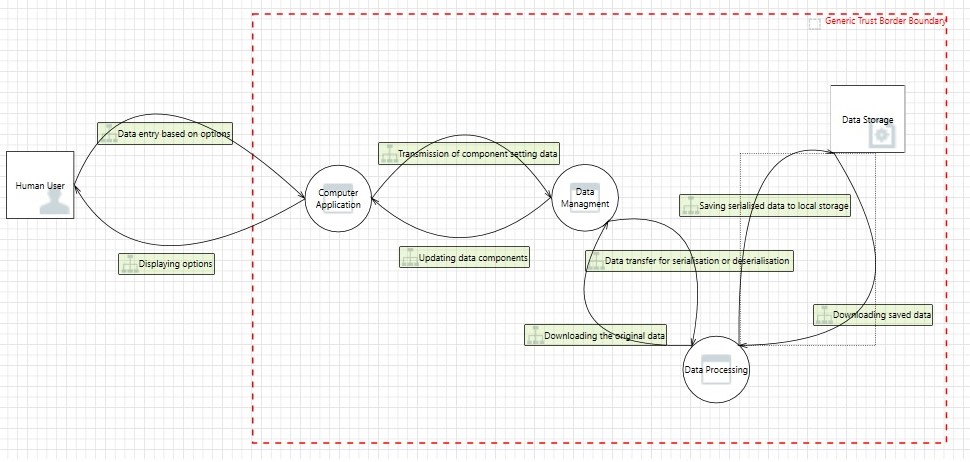 Generic Trust Border Boundary
Data Storage
Data entry based on options
Transmission of component setting data
Human User
Computer
Application
Data
Managment
Saving serialised data to local storage
Displaying options
Updating data components
Data transfer for serialisation or deserialisation
Downloading saved data
Downloading the original data
Data Processing